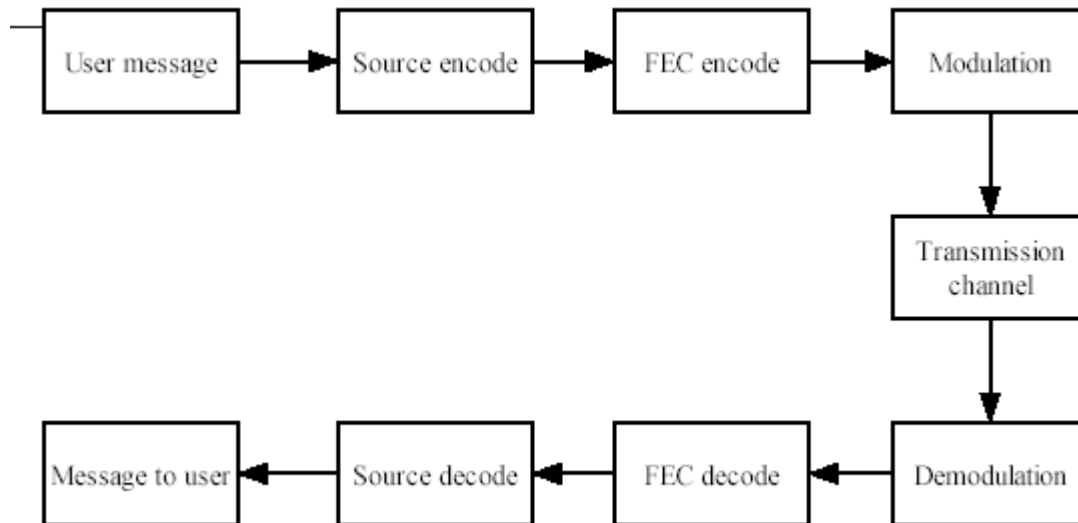 User message
Source encode
FEC encode
Modulation
Transmission
channel
Message to user
Source decode
FEC decode
Demodulation